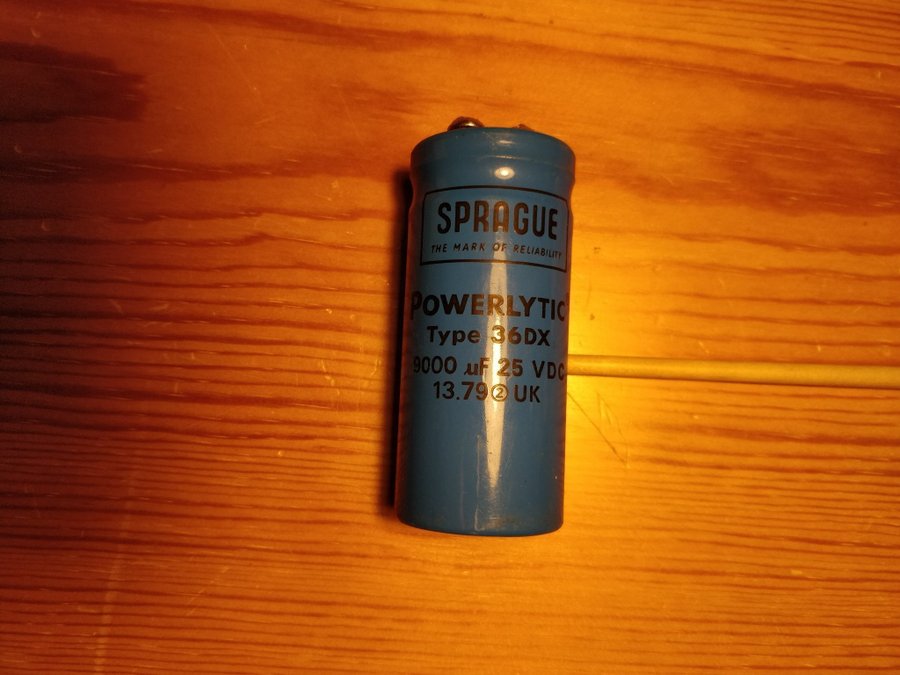 SPRAGUE
THE MARK OF RELIABILITY
POWERLYTIC
Type 36DX
9000 µF 25 VDC
13.79② UK